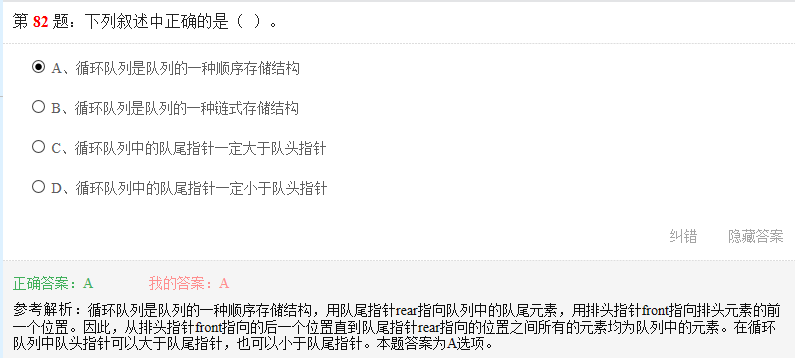 第 82 题：下列叙述中正确的是（ ）。
A、循环队列是队列的一种顺序存储结构
B、循环队列是队列的一种链式存储结构
C、循环队列中的队尾指针一定大于队头指针
D、循环队列中的队尾指针一定小于队头指针
纠错 隐藏答案
正确答案：A 我的答案：A
参考解析：循环队列是队列的一种顺序存储结构，用队尾指针rear指向队列中的队尾元素，用排头指针front指向排头元素的前
一个位置。因此，从排头指针front指向的后一个位置直到队尾指针rear指向的位置之间所有的元素均为队列中的元素。在循环
队列中队头指针可以大于队尾指针，也可以小于队尾指针。本题答案为A选项。